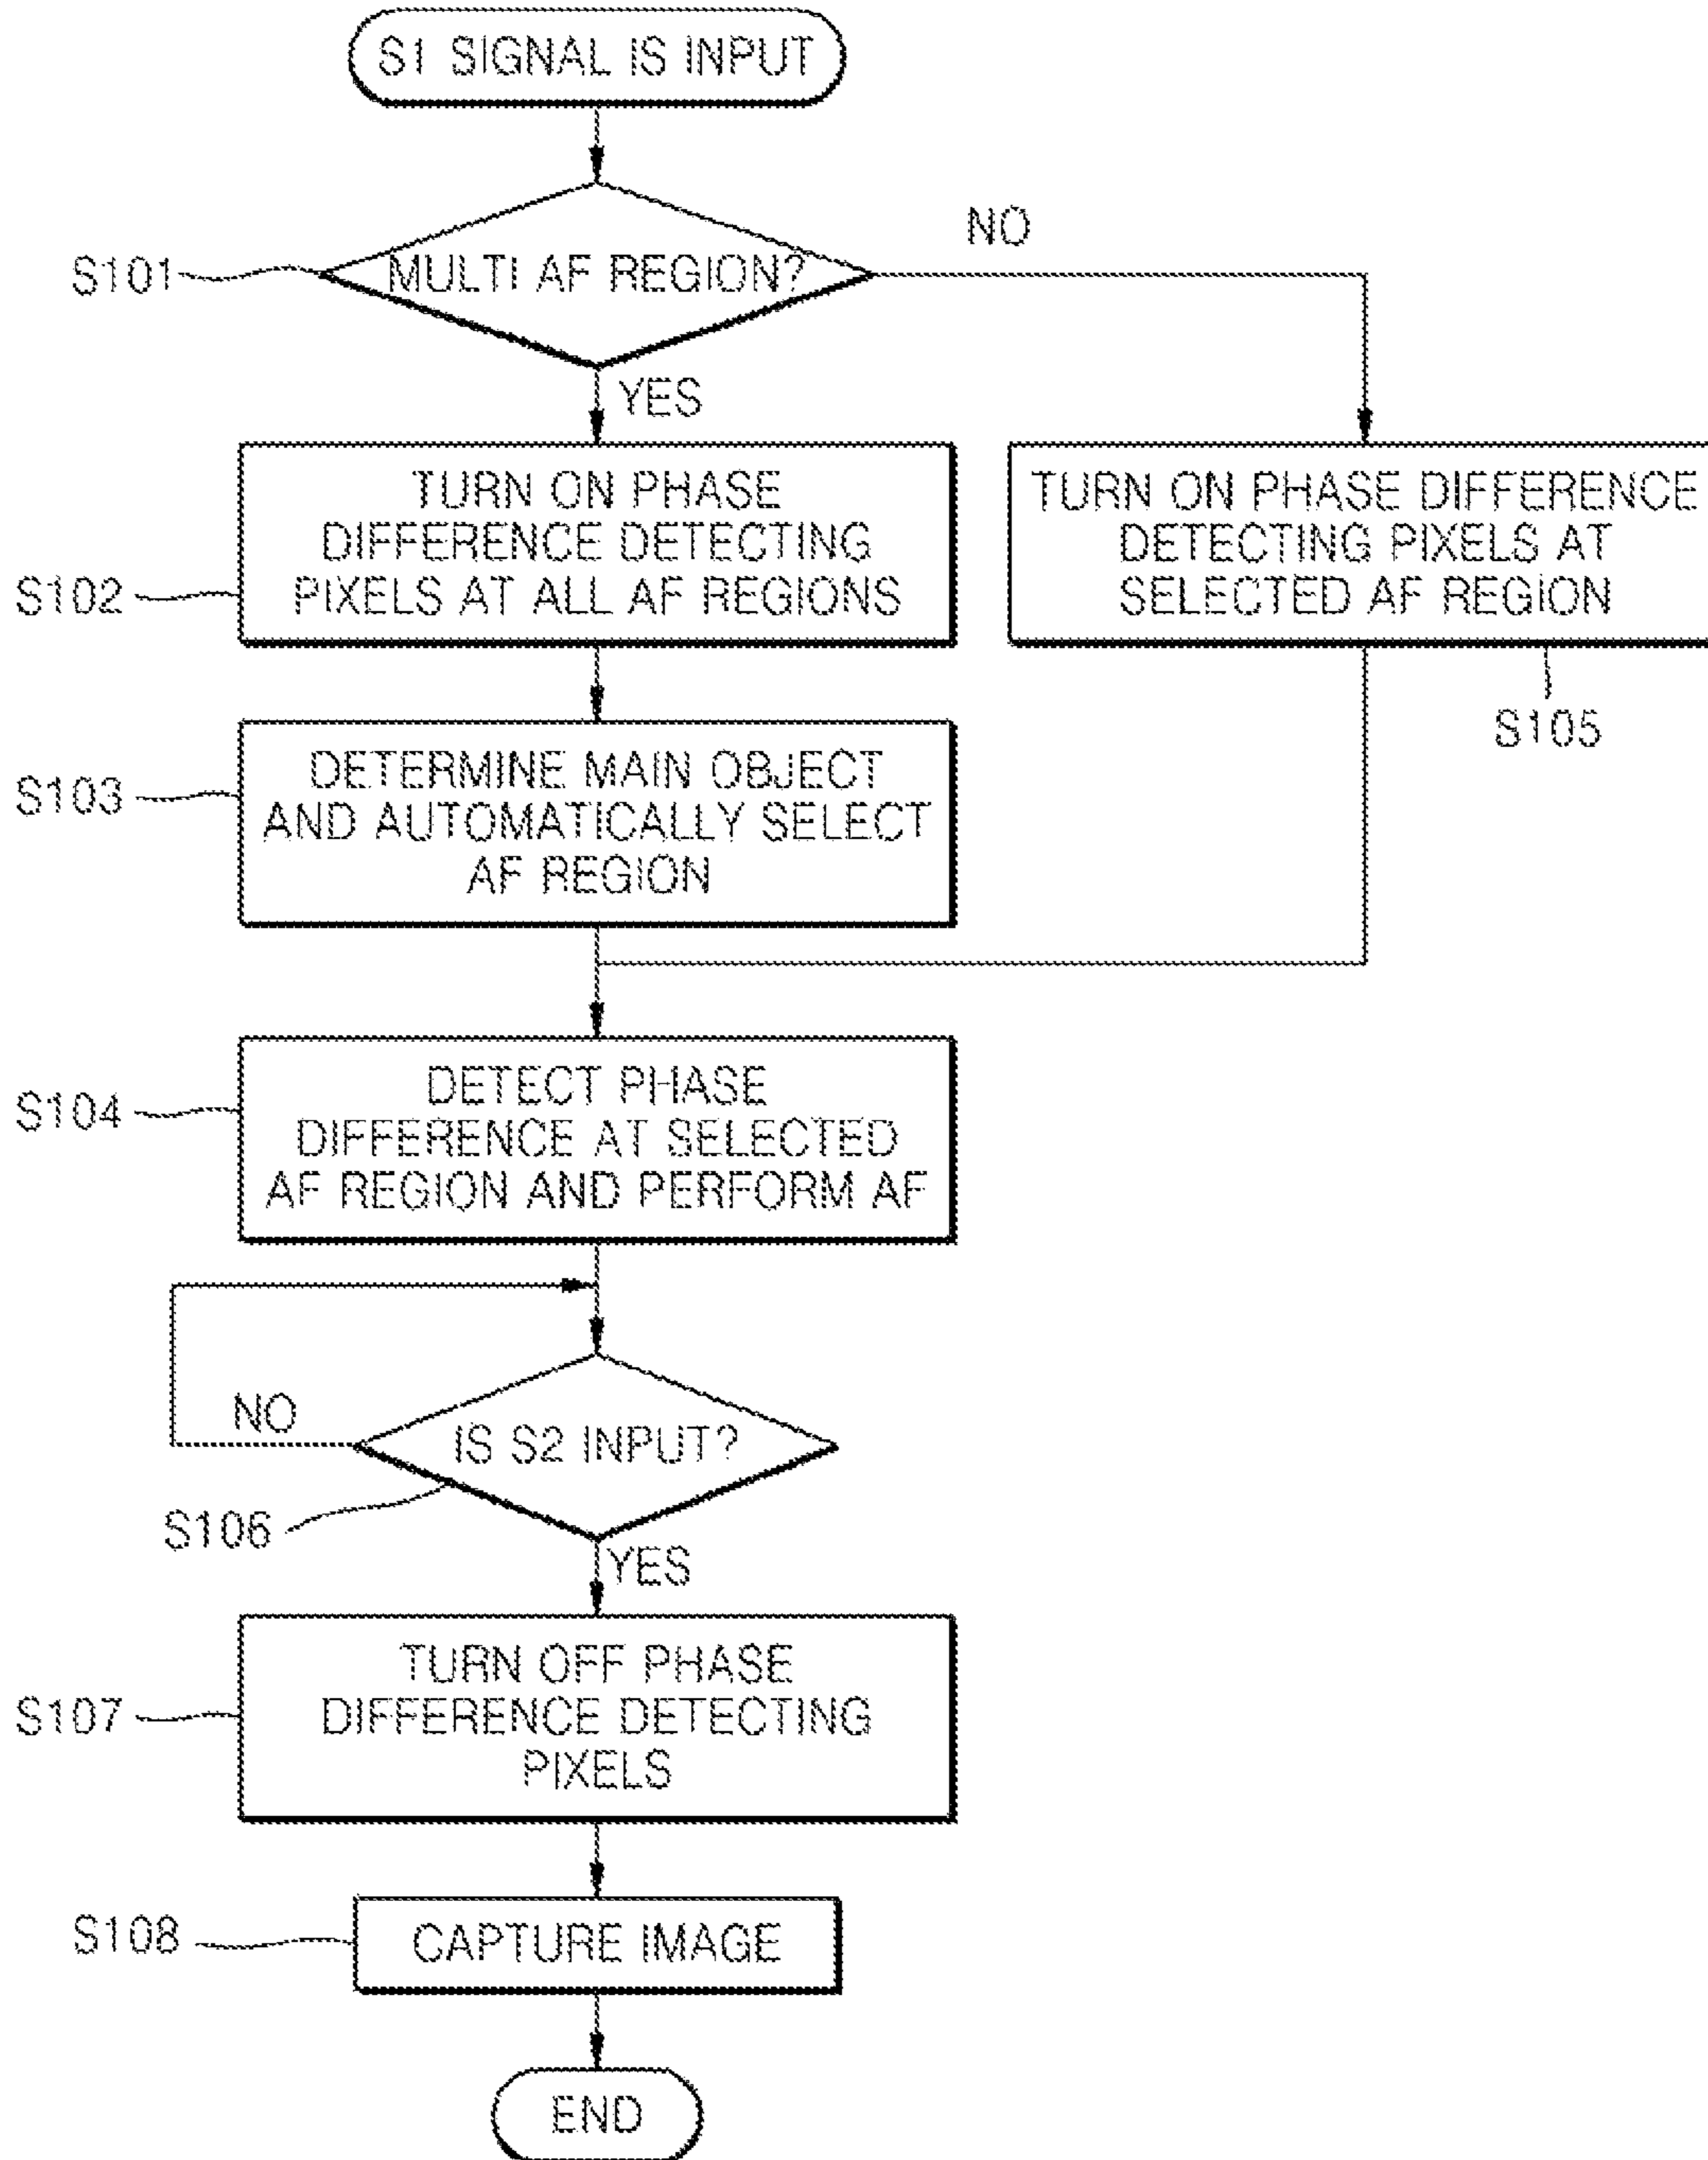 S1 SIGNAL IS INPUT
NO
S101
MULTI AF REGION?
YES
TURN ON PHASE
DIFFERENCE DETECTING
PIXELS AT ALL AF REGIONS
S102
TURN ON PHASE DIFFERENCE
DETECTING PIXELS AT
SELECTED AF REGION
S105
DETERMINE MAIN OBJECT
AND AUTOMATICALLY SELECT
AF REGION
S103
DETECT PHASE
DIFFERENCE AT SELECTED
AF REGION AND PERFORM AF
S104
NO
IS S2 INPUT?
S106
YES
TURN OFF PHASE
DIFFERENCE DETECTING
PIXELS
S107
S108
CAPTURE IMAGE
END